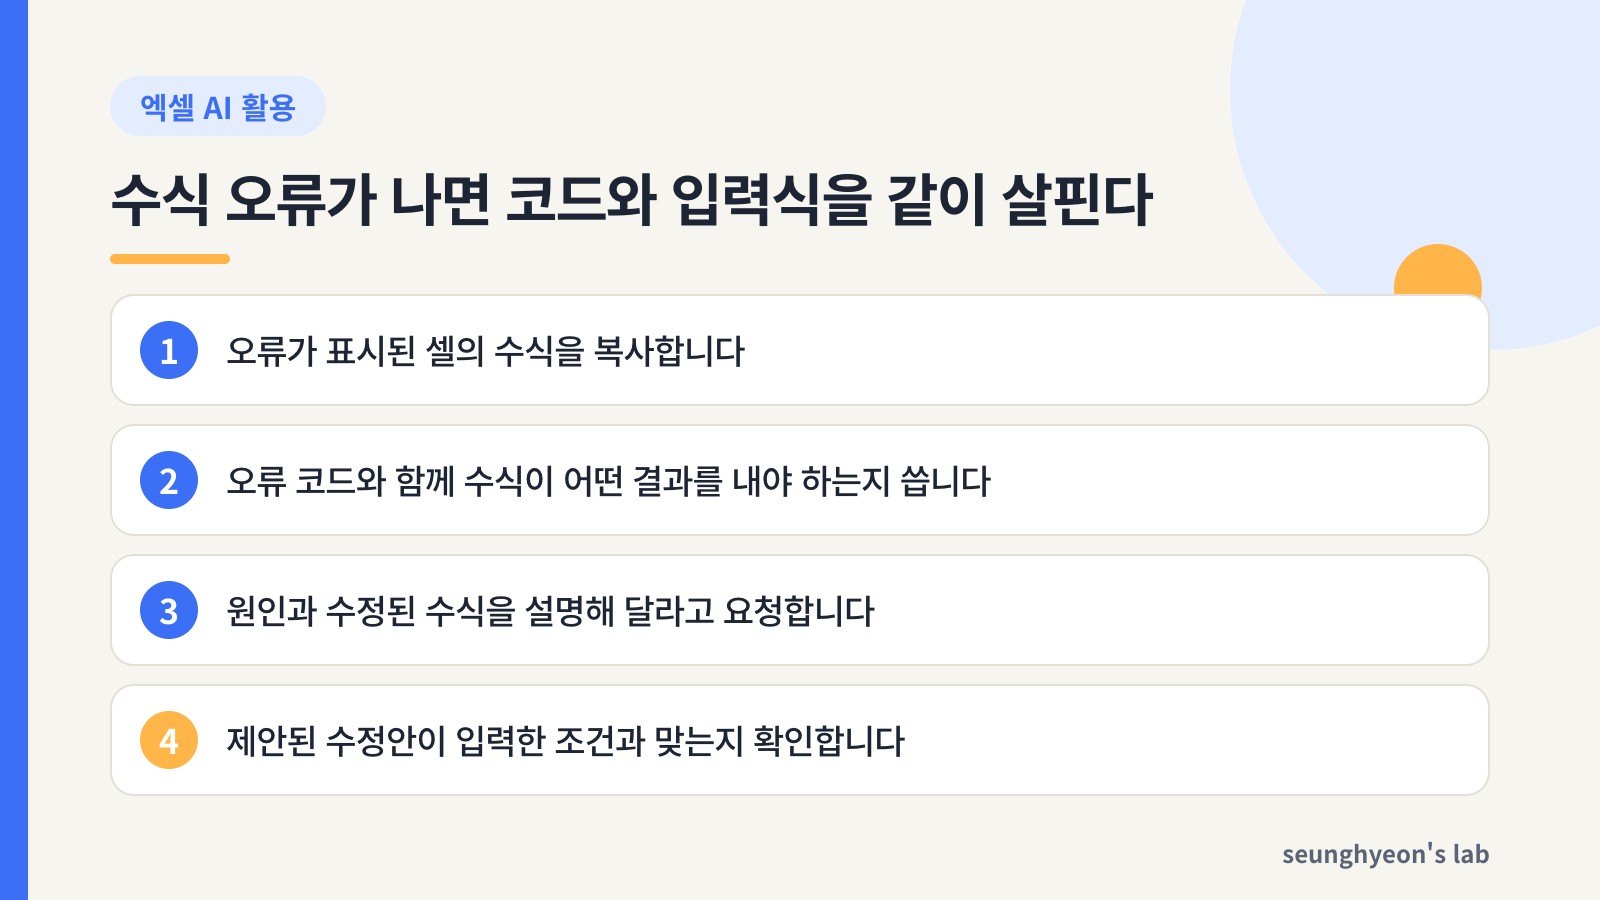 엑셀 AI 활용
수식 오류가 나면 코드와 입력식을 같이 살핀다
1 오류가 표시된 셀의 수식을 복사합니다
2 오류 코드와 함께 수식이 어떤 결과를 내야 하는지 씁니다
3 원인과 수정된 수식을 설명해 달라고 요청합니다
4 제안된 수정안이 입력한 조건과 맞는지 확인합니다
seunghyeon's lab